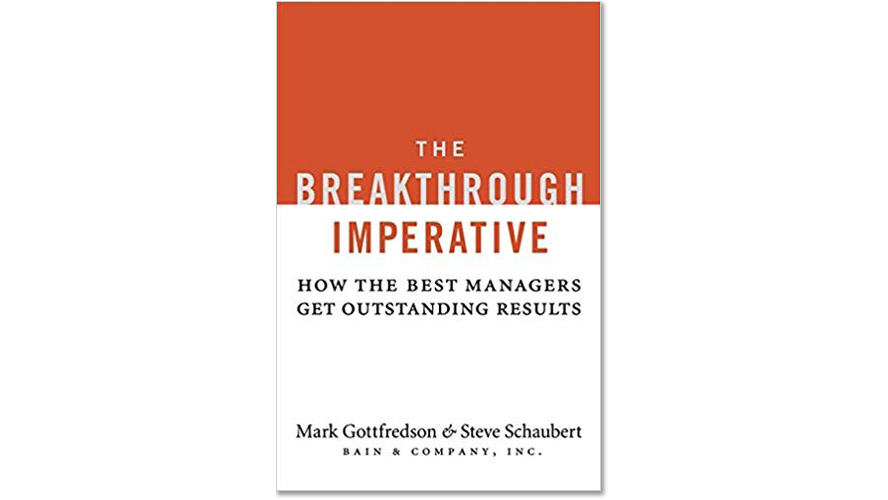 THE
BREAKTHROUGH
IMPERATIVE
HOW THE BEST MANAGERS
GET OUTSTANDING RESULTS
Mark Gottfredson & Steve Schaubert
BAIN & COMPANY, INC.